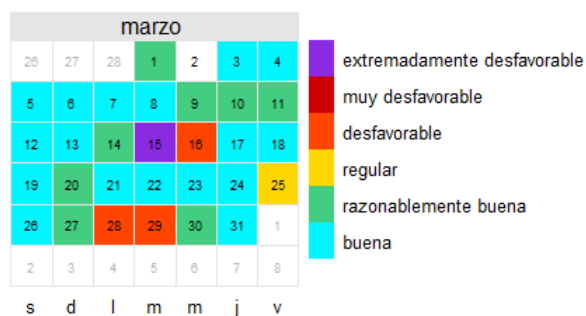 marzo
26 27 28 1 2 3 4
5 6 7 8 9 10 11
12 13 14 15 16 17 18
19 20 21 22 23 24 25
26 27 28 29 30 31 1
2 3 4 5 6 7 8
s d l m m j v
extremadamente desfavorable
muy desfavorable
desfavorable
regular
razonablemente buena
buena